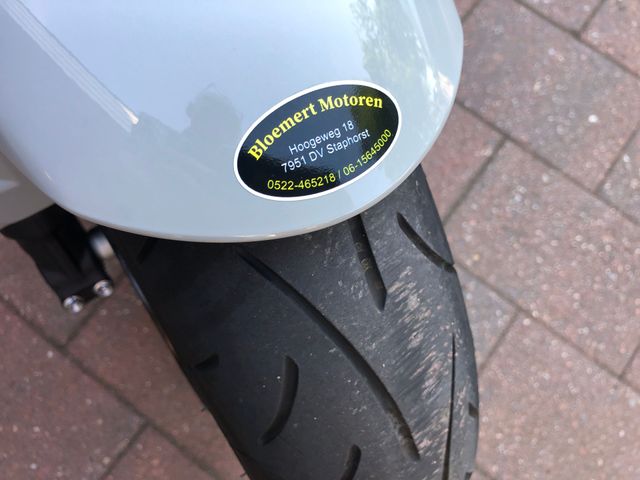 Bloemert Motoren
Hoogeweg 18
7951 DV Staphorst
0522-465218 / 06-15645000